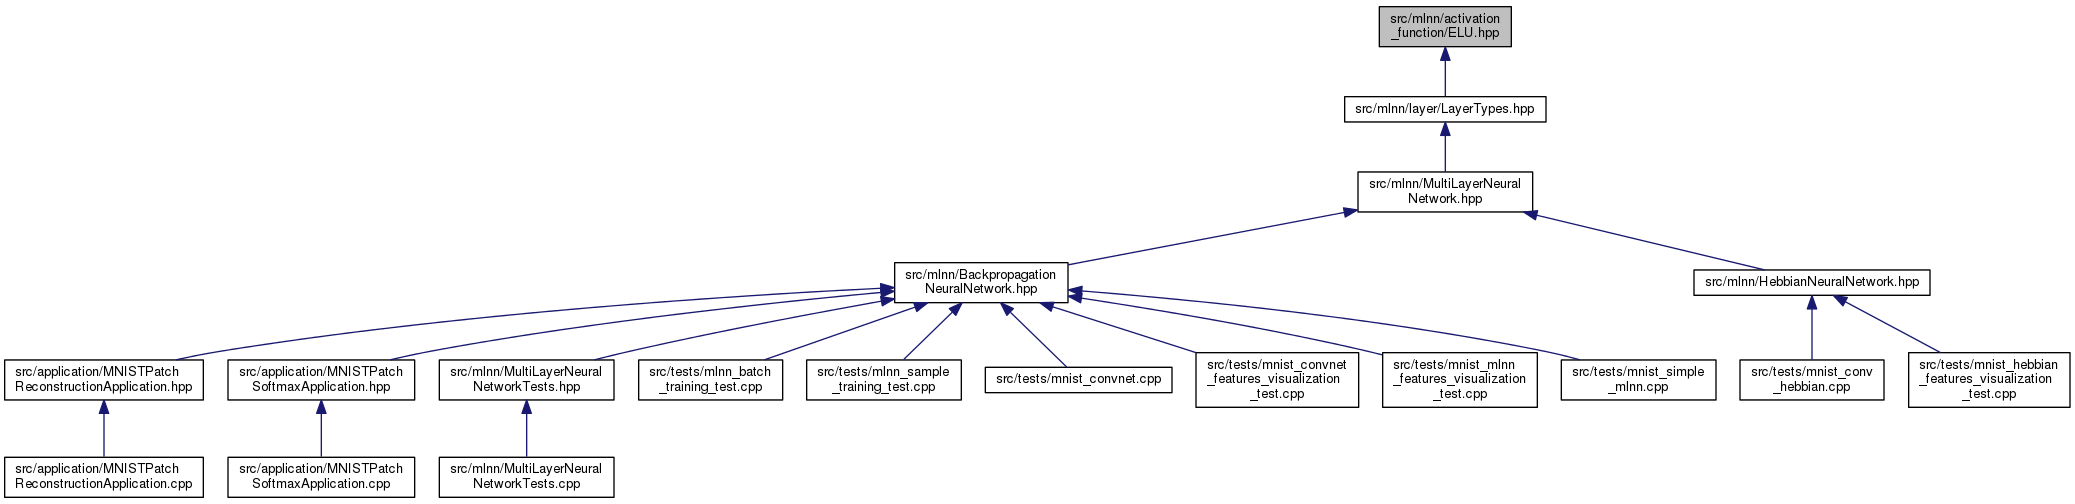 src/mlnn/activation
_function/ELU.hpp
src/mlnn/layer/LayerTypes.hpp
src/mlnn/MultiLayerNeural
Network.hpp
src/mlnn/Backpropagation
NeuralNetwork.hpp
src/mlnn/HebbianNeuralNetwork.hpp
src/application/MNISTPatch
ReconstructionApplication.hpp
src/application/MNISTPatch
SoftmaxApplication.hpp
src/mlnn/MultiLayerNeural
NetworkTests.hpp
src/tests/mlnn_batch
_training_test.cpp
src/tests/mlnn_sample
_training_test.cpp
src/tests/mnist_convnet.cpp
src/tests/mnist_convnet
_features_visualization
_test.cpp
src/tests/mnist_mlnn
_features_visualization
_test.cpp
src/tests/mnist_simple
_mlnn.cpp
src/tests/mnist_conv
_hebbian.cpp
src/tests/mnist_hebbian
_features_visualization
_test.cpp
src/application/MNISTPatch
ReconstructionApplication.cpp
src/application/MNISTPatch
SoftmaxApplication.cpp
src/mlnn/MultiLayerNeural
NetworkTests.cpp